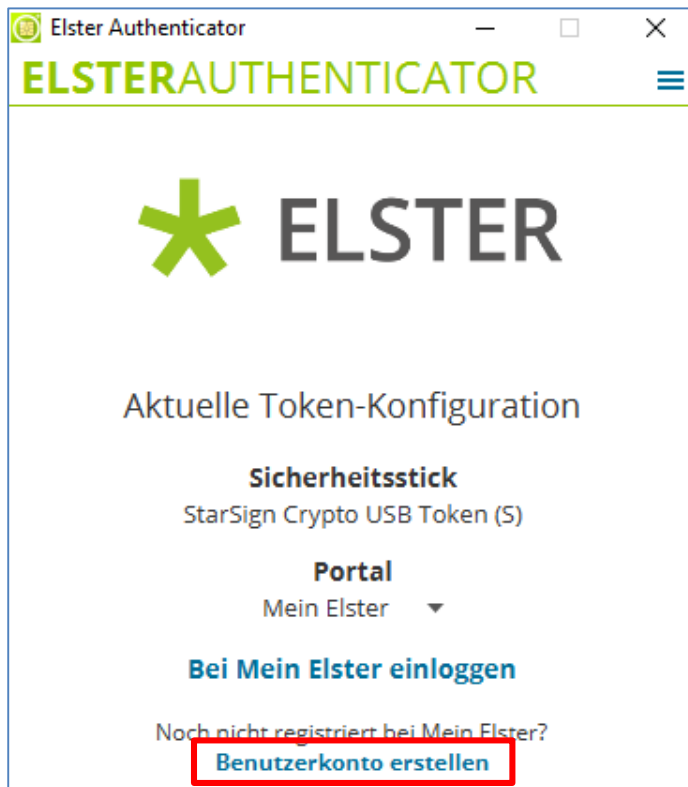 Elster Authenticator
ELSTERAUTHENTICATOR
ELSTER
Aktuelle Token-Konfiguration
Sicherheitsstick
StarSign Crypto USB Token (S)
Portal
Mein Elster
Bei Mein Elster einloggen
Noch nicht registriert bei Mein Elster?
Benutzerkonto erstellen